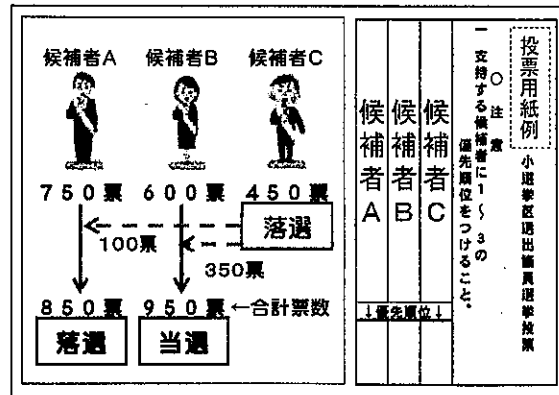 候補者A 候補者B 候補者C
750票 600票 450票
落選
100票
350票
850票 950票 ←合計票数
落選 当選
投票用紙例
小選挙区選出議員選挙投票
○注意
一 支持する候補者に1～3の
優先順位をつけること。
候補者C
候補者B
候補者A
↓優先順位↓